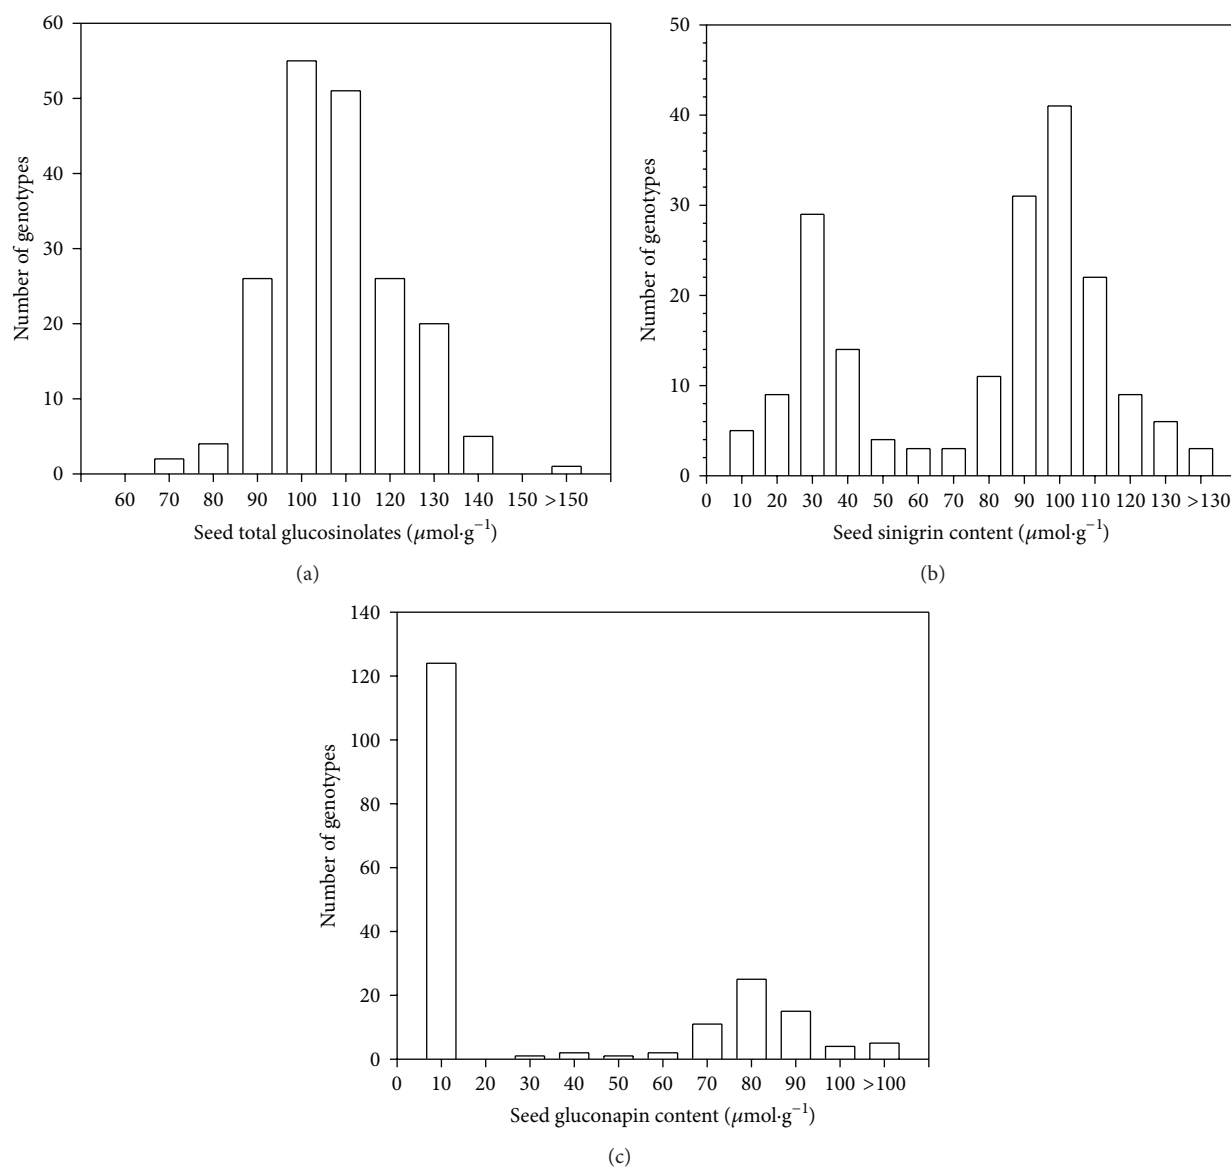 60
50
40
30
20
10
0
Number of genotypes
60 70 80 90 100 110 120 130 140 150 >150
Seed total glucosinolates (μmol·g⁻¹)
(a)
50
40
30
20
10
0
Number of genotypes
0 10 20 30 40 50 60 70 80 90 100 110 120 130 >130
Seed sinigrin content (μmol·g⁻¹)
(b)
140
120
100
80
60
40
20
0
Number of genotypes
0 10 20 30 40 50 60 70 80 90 100 >100
Seed gluconapin content (μmol·g⁻¹)
(c)